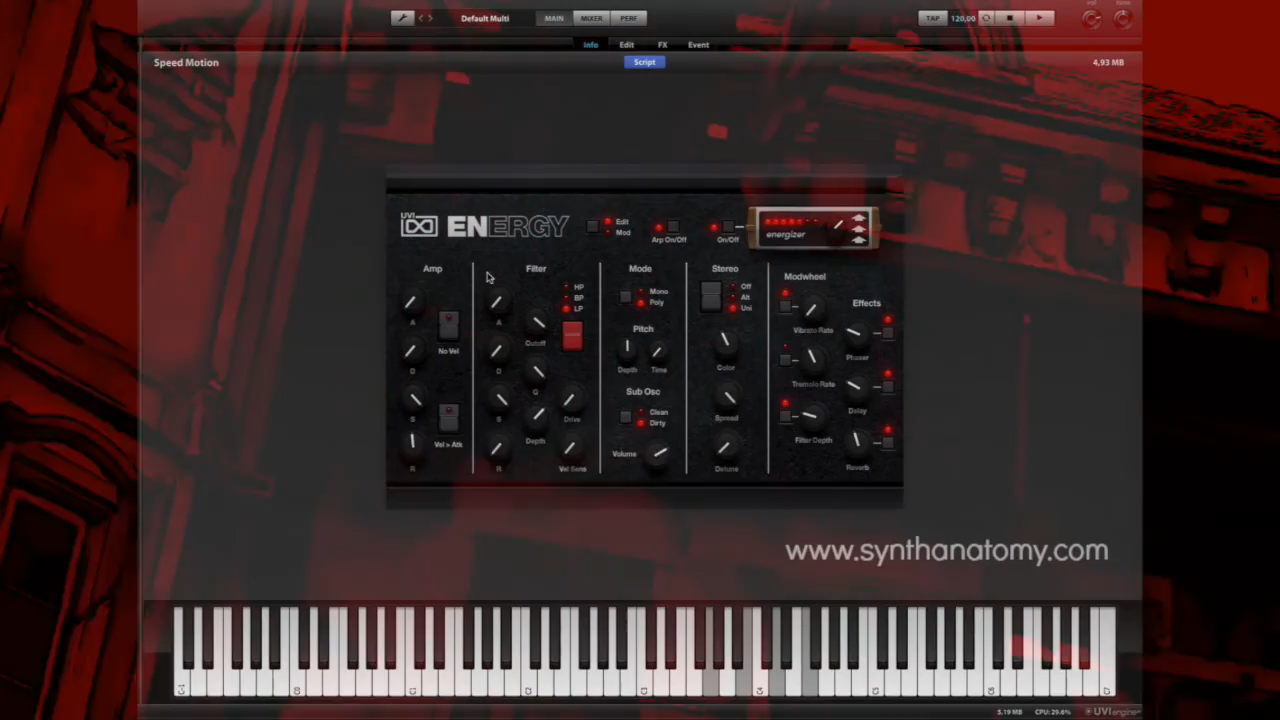 Default Multi MAIN MIXER PERF TAP 120,00
Info Edit FX Event
Speed Motion Script 4,93 MB
UVI ENERGY
Edit
Mod
Arp On/Off
On/Off
energizer
Amp
A
D
S
R
No Vel
Vel > Atk
Filter
A
D
S
R
Cutoff
Q
Depth
HP
BP
LP
Drive
Vel Sens
Mode
Mono
Poly
Pitch
Depth Time
Sub Osc
Clean
Dirty
Volume
Stereo
Off
Alt
Uni
Color
Spread
Detune
Modwheel
Vibrato Rate
Tremolo Rate
Filter Depth
Effects
Phaser
Delay
Reverb
www.synthanatomy.com
5,19 MB CPU: 29.6% UVIengine